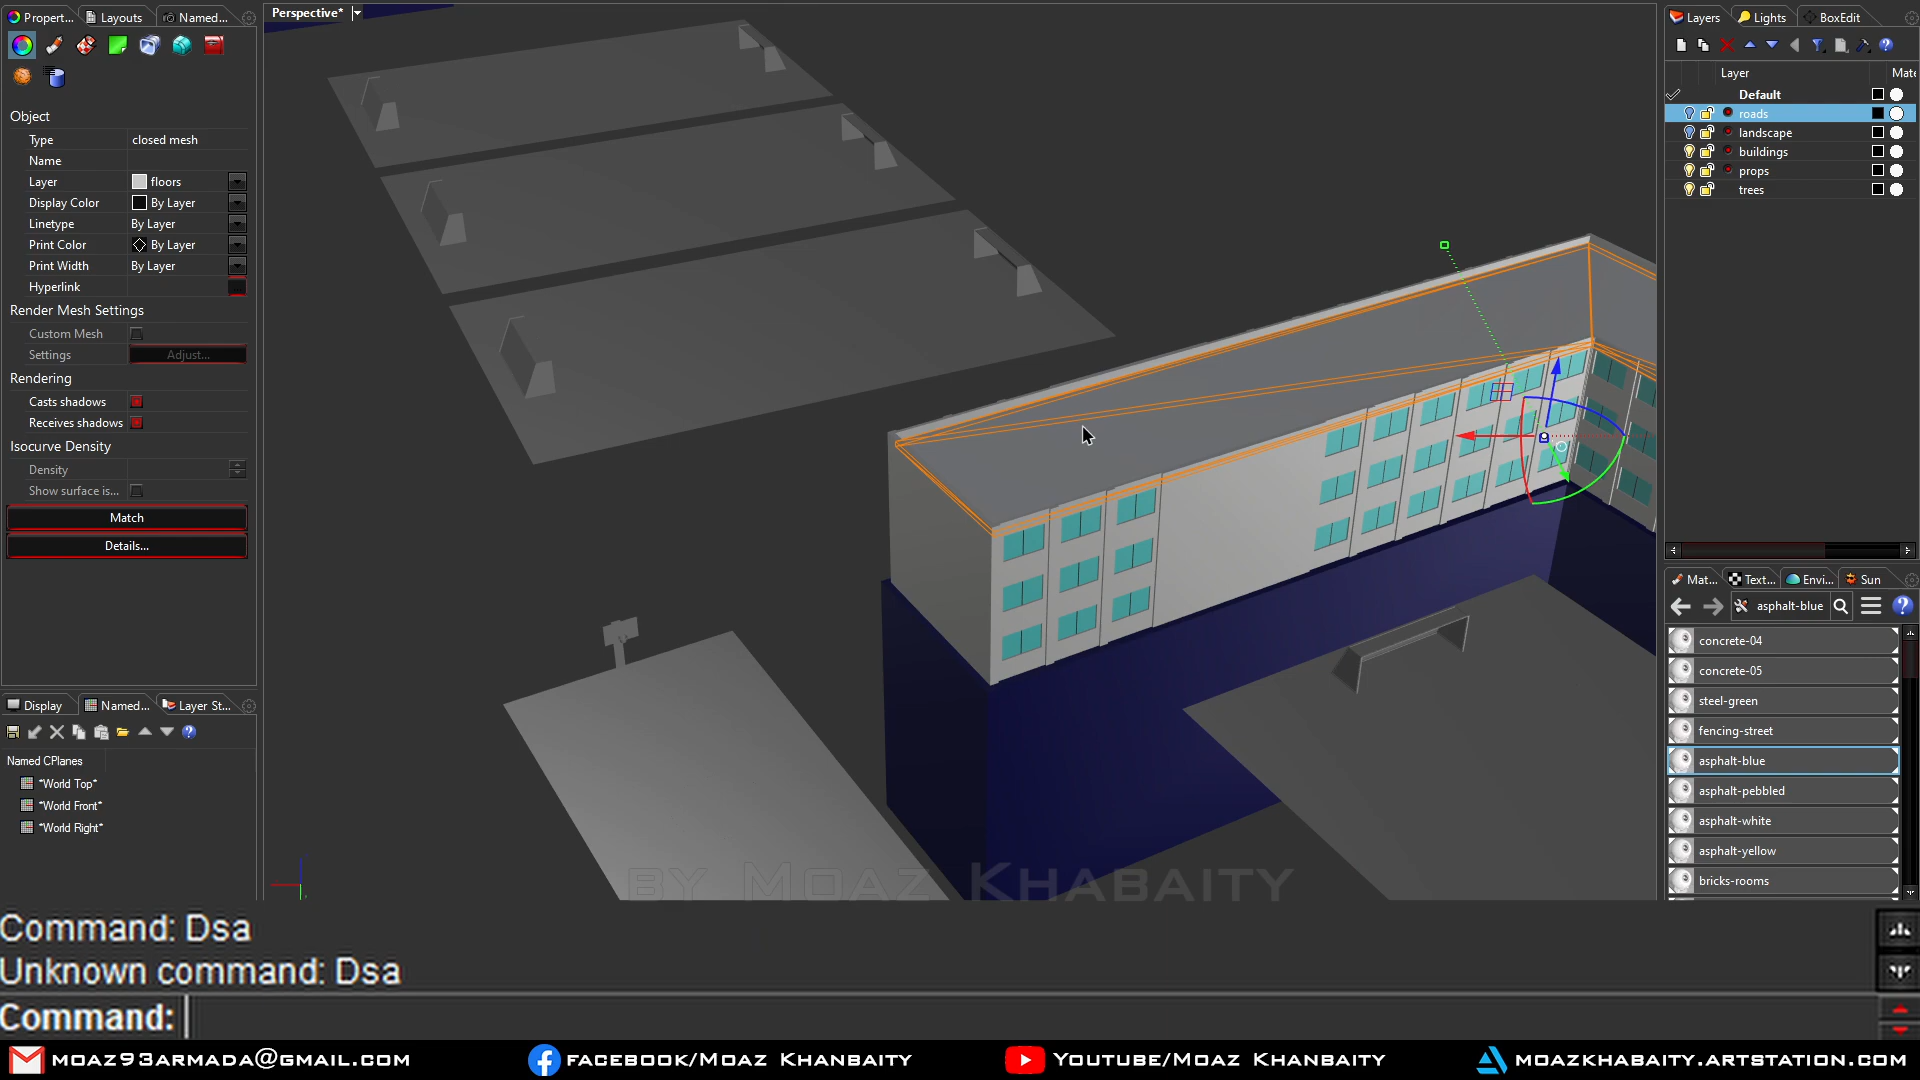 Propert...
Layouts
Named...
Object
Type closed mesh
Name
Layer floors
Display Color By Layer
Linetype By Layer
Print Color By Layer
Print Width By Layer
Hyperlink ...
Render Mesh Settings
Custom Mesh
Settings Adjust...
Rendering
Casts shadows
Receives shadows
Isocurve Density
Density
Show surface is...
Match
Details...
Display
Named...
Layer St...
Named CPlanes
*World Top*
*World Front*
*World Right*
Perspective*
BY MOAZ KHABAITY
Layers
Lights
BoxEdit
Layer Mate
Default
roads
landscape
buildings
props
trees
Mat...
Text...
Envi...
Sun
asphalt-blue
concrete-04
concrete-05
steel-green
fencing-street
asphalt-blue
asphalt-pebbled
asphalt-white
asphalt-yellow
bricks-rooms
Command: Dsa
Unknown command: Dsa
Command:
MOAZ93ARMADA@GMAIL.COM
FACEBOOK/MOAZ KHANBAITY
YOUTUBE/MOAZ KHANBAITY
MOAZKHABAITY.ARTSTATION.COM